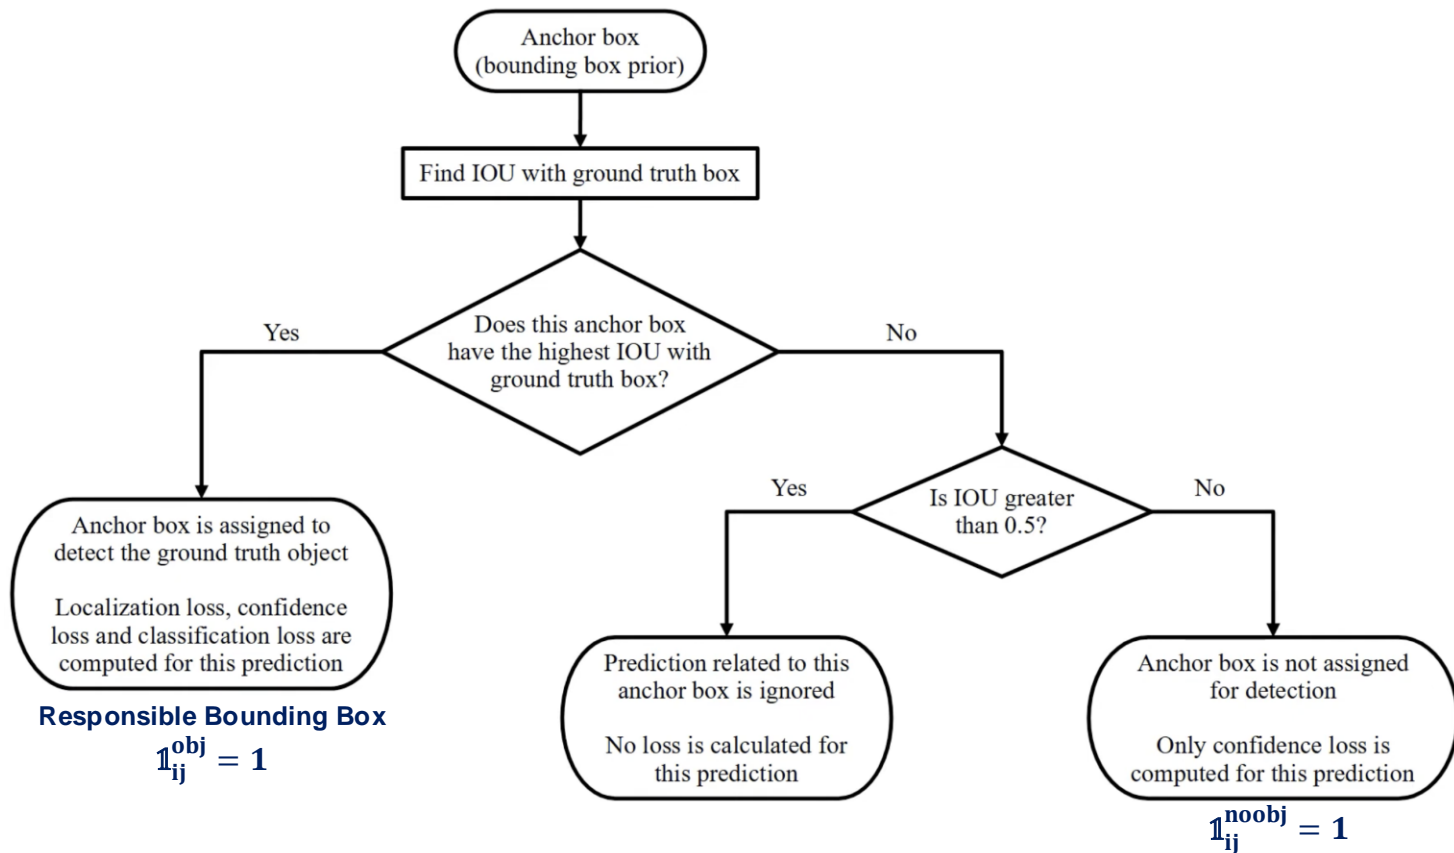 Anchor box
(bounding box prior)
Find IOU with ground truth box
Does this anchor box
have the highest IOU with
ground truth box?
Yes
No
Is IOU greater
than 0.5?
Yes
No
Anchor box is assigned to
detect the ground truth object
Localization loss, confidence
loss and classification loss are
computed for this prediction
Responsible Bounding Box
𝟙ᵢⱼᵒᵇʲ = 1
Prediction related to this
anchor box is ignored
No loss is calculated for
this prediction
Anchor box is not assigned
for detection
Only confidence loss is
computed for this prediction
𝟙ᵢⱼⁿᵒᵒᵇʲ = 1